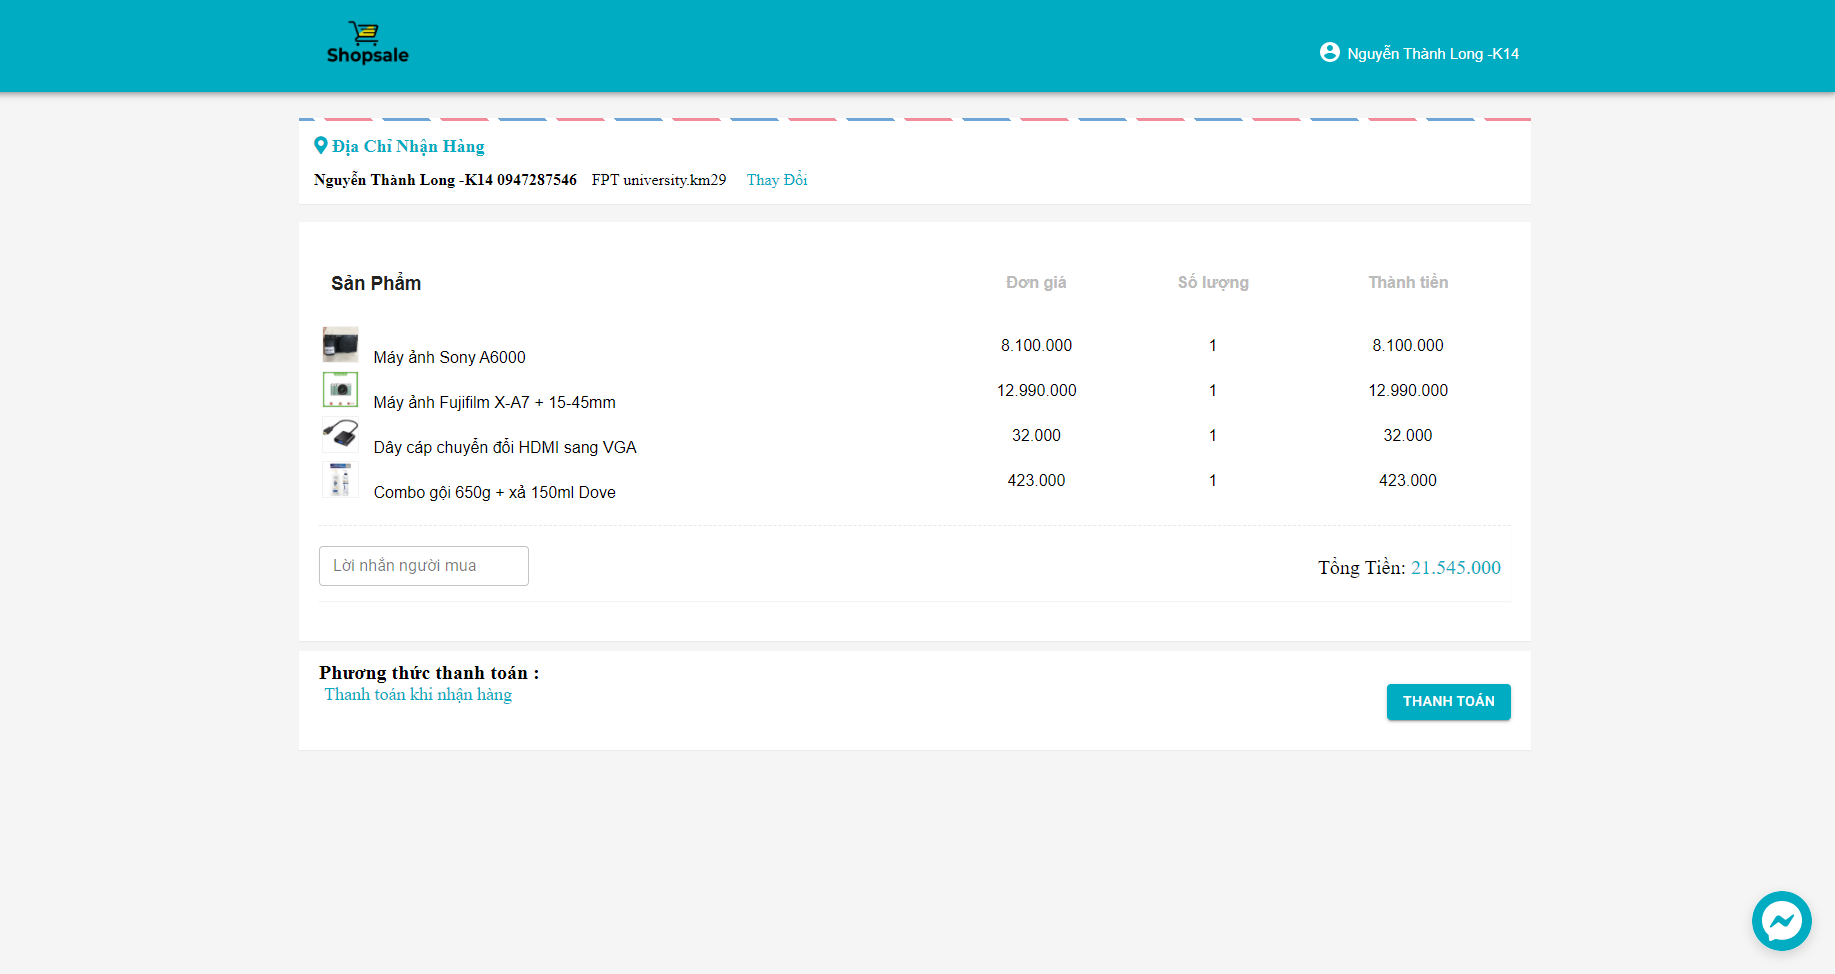 Shopsale
Nguyễn Thành Long -K14
Địa Chỉ Nhận Hàng
Nguyễn Thành Long -K14 0947287546 FPT university.km29 Thay Đổi
Sản Phẩm Đơn giá Số lượng Thành tiền
Máy ảnh Sony A6000 8.100.000 1 8.100.000
Máy ảnh Fujifilm X-A7 + 15-45mm 12.990.000 1 12.990.000
Dây cáp chuyển đổi HDMI sang VGA 32.000 1 32.000
Combo gội 650g + xả 150ml Dove 423.000 1 423.000
Lời nhắn người mua Tổng Tiền: 21.545.000
Phương thức thanh toán :
Thanh toán khi nhận hàng
THANH TOÁN